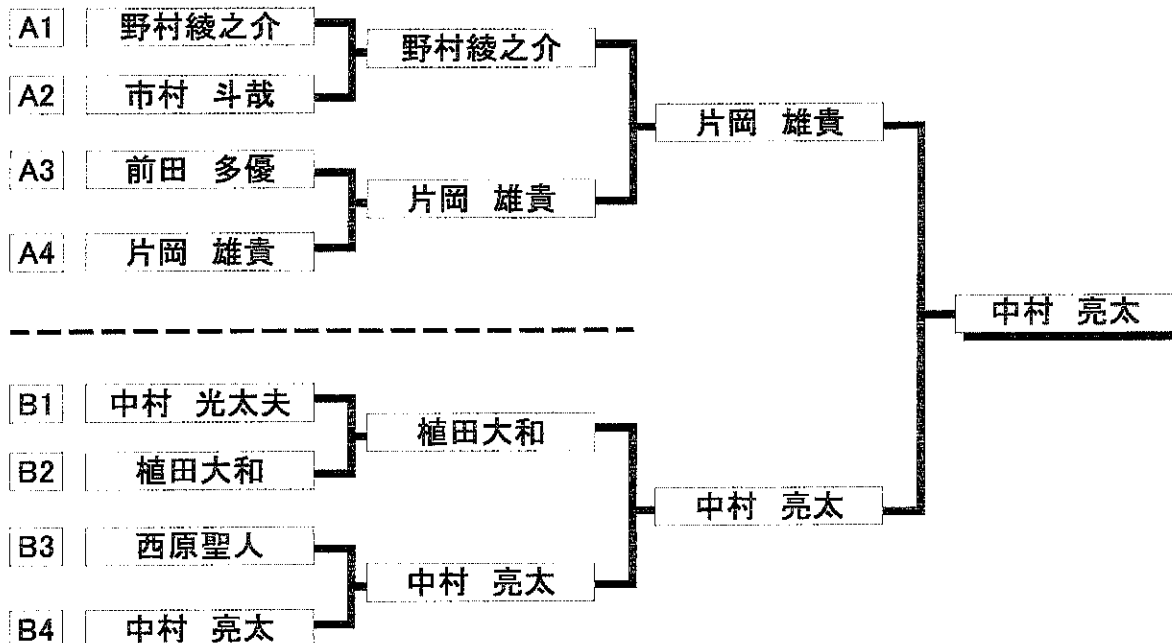 A1 野村綾之介
野村綾之介
A2 市村 斗哉
片岡 雄貴
A3 前田 多優
片岡 雄貴
A4 片岡 雄貴
中村 亮太
B1 中村 光太夫
植田大和
B2 植田大和
中村 亮太
B3 西原聖人
中村 亮太
B4 中村 亮太